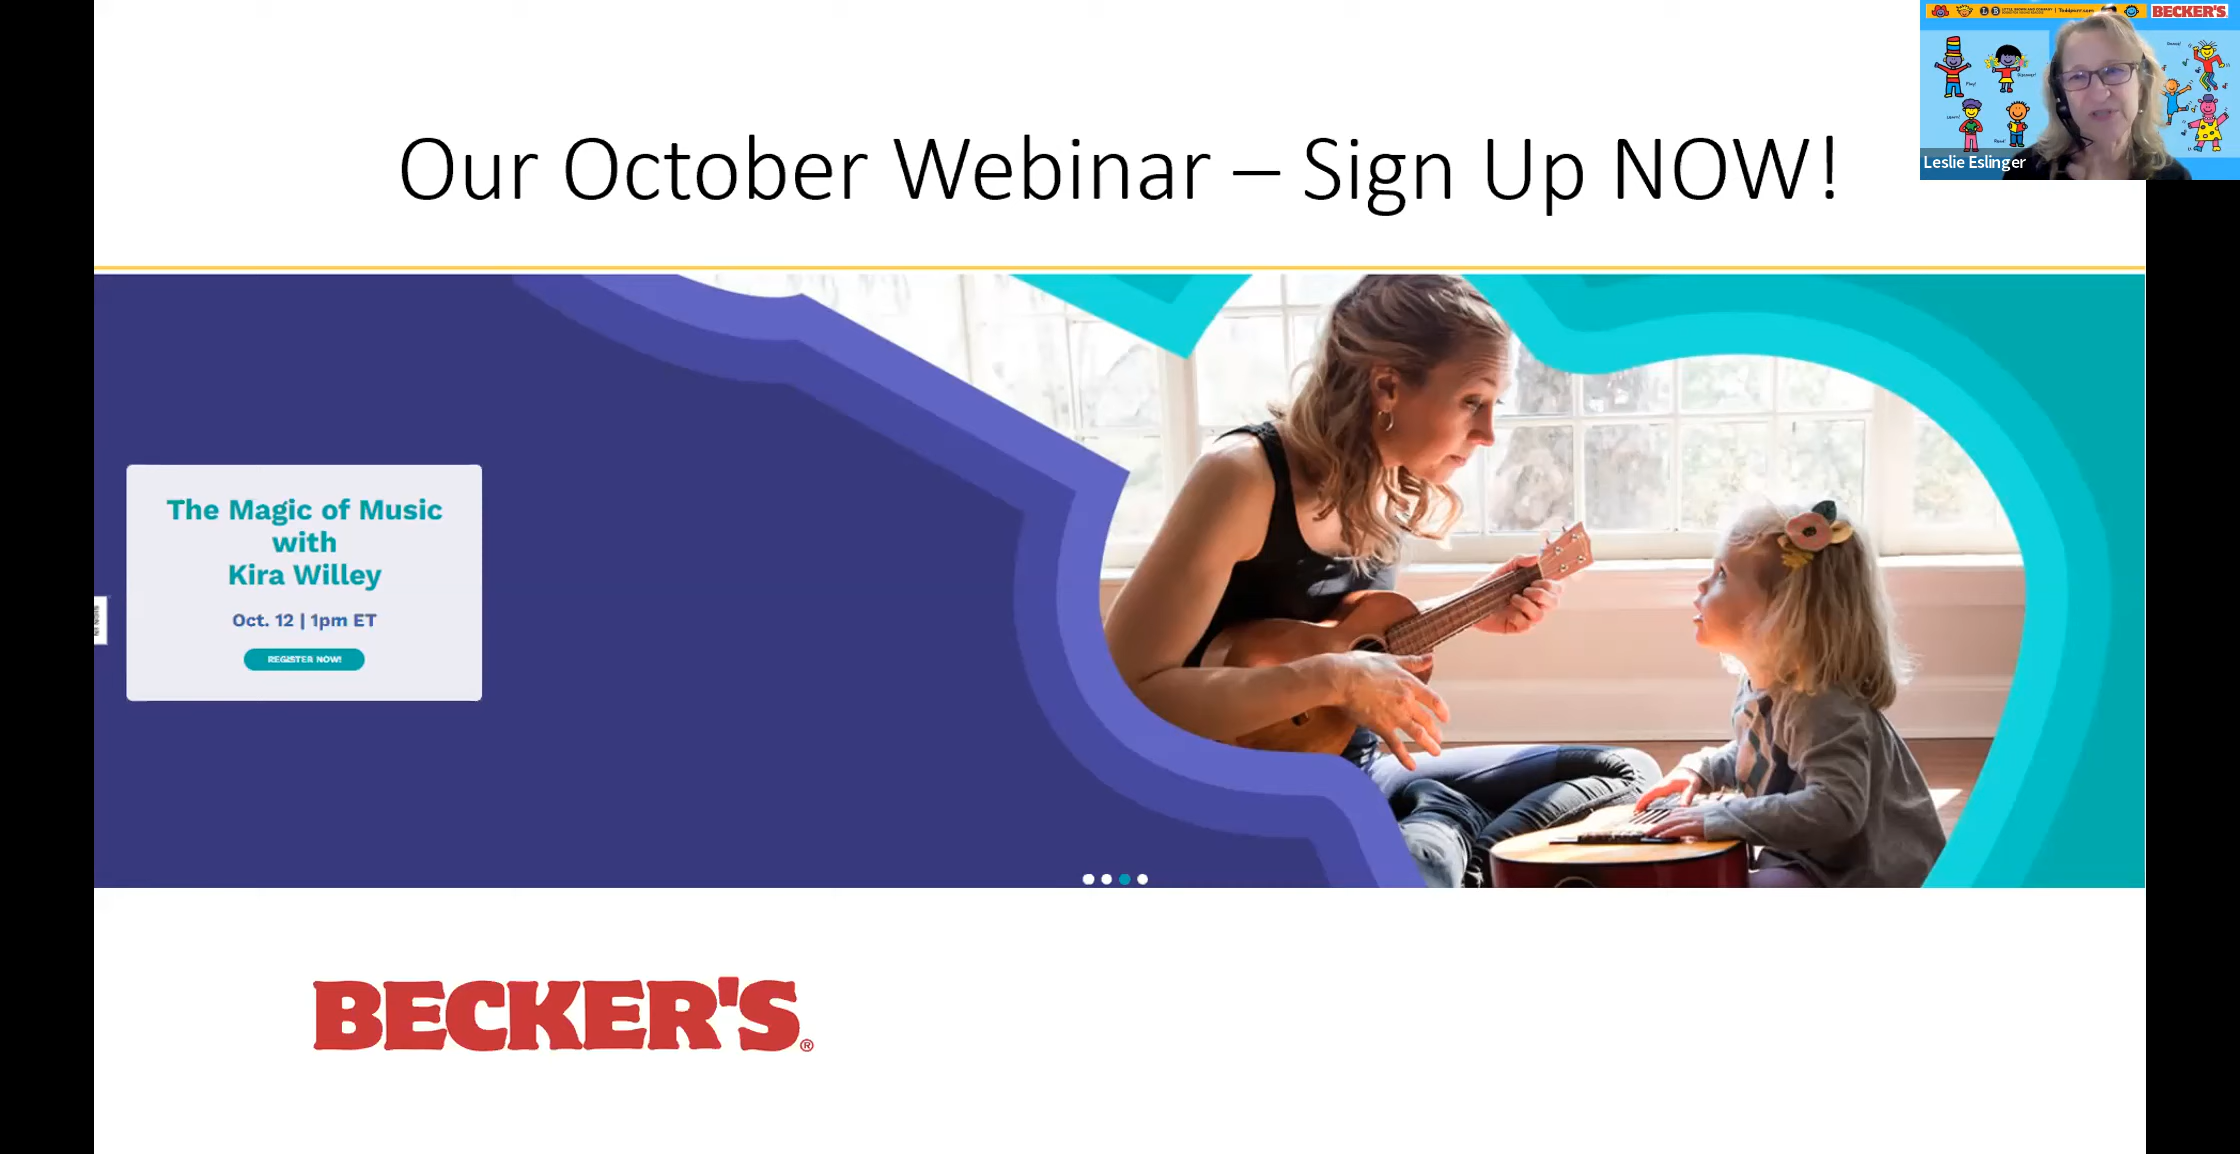 BECKER'S
Leslie Eslinger
Our October Webinar – Sign Up NOW!
The Magic of Music
with
Kira Willey
Oct. 12 | 1pm ET
REGISTER NOW!
BECKER'S®